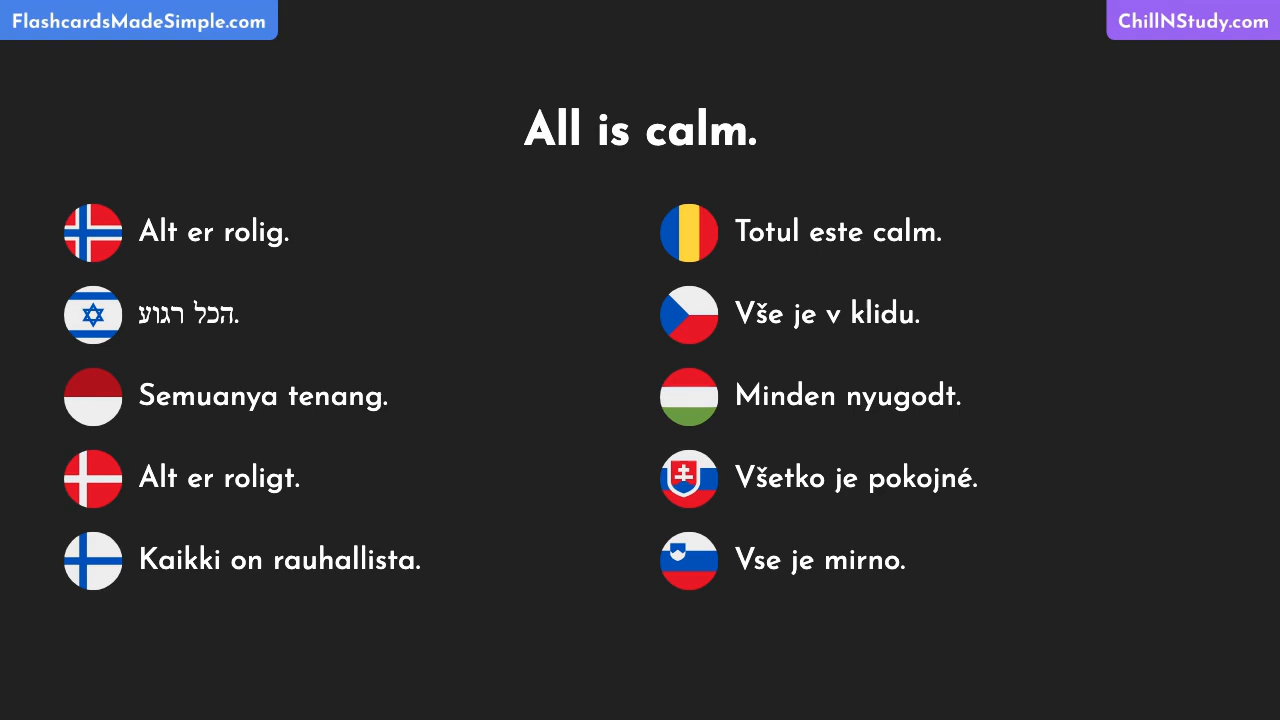 FlashcardsMadeSimple.com
ChillNStudy.com
All is calm.
Alt er rolig.
הכל רגוע.
Semuanya tenang.
Alt er roligt.
Kaikki on rauhallista.
Totul este calm.
Vše je v klidu.
Minden nyugodt.
Všetko je pokojné.
Vse je mirno.